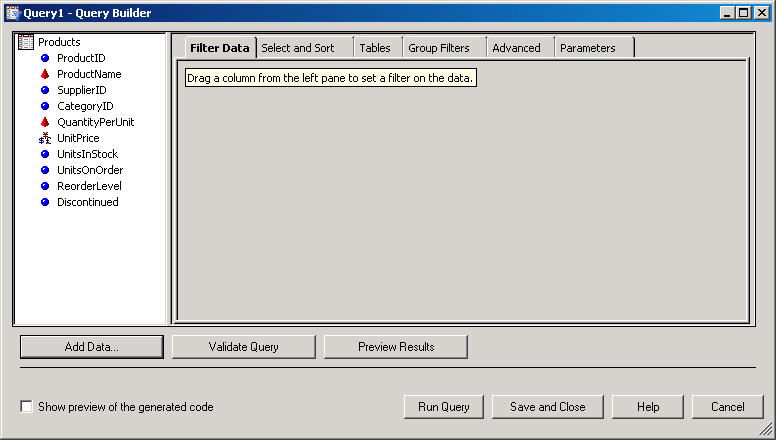 Query1 - Query Builder
Products
ProductID
ProductName
SupplierID
CategoryID
QuantityPerUnit
UnitPrice
UnitsInStock
UnitsOnOrder
ReorderLevel
Discontinued
Filter Data Select and Sort Tables Group Filters Advanced Parameters
Drag a column from the left pane to set a filter on the data.
Add Data... Validate Query Preview Results
Show preview of the generated code
Run Query Save and Close Help Cancel